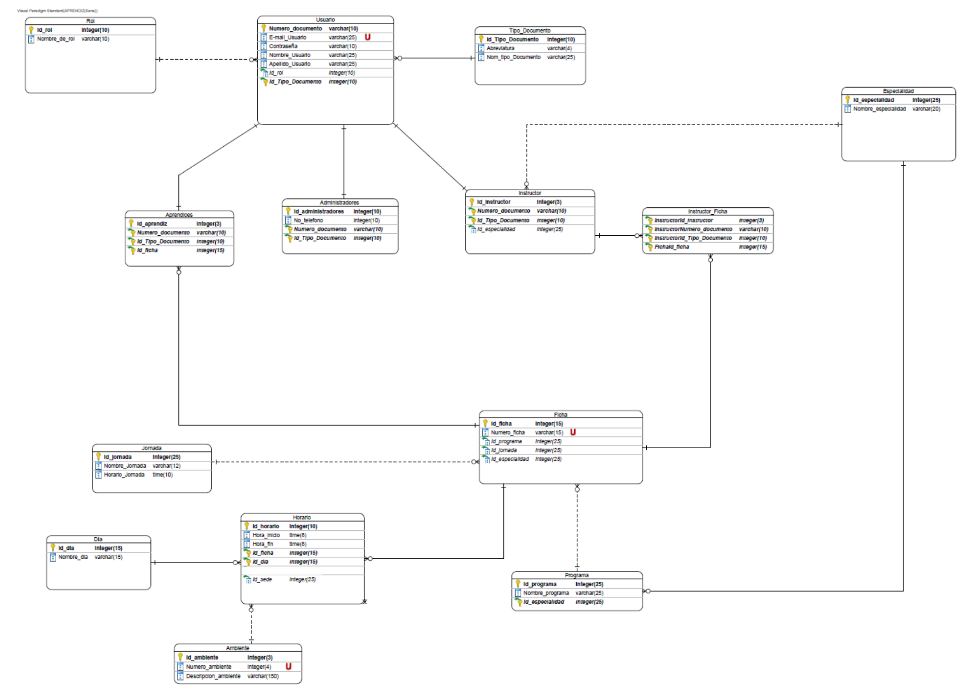 Visual Paradigm Standard(APRENDIZ(Sena))
Rol
Id_rol Integer(10)
Nombre_de_rol varchar(10)
Usuario
Numero_documento varchar(10)
E-mail_Usuario varchar(25) U
Contraseña varchar(10)
Nombre_Usuario varchar(25)
Apellido_Usuario varchar(25)
Id_rol Integer(10)
Id_Tipo_Documento Integer(10)
Tipo_Documento
Id_Tipo_Documento Integer(10)
Abreviatura varchar(4)
Nom_tipo_Documento varchar(25)
Especialidad
Id_especialidad Integer(25)
Nombre_especialidad varchar(20)
Aprendices
Id_aprendiz Integer(3)
Numero_documento varchar(10)
Id_Tipo_Documento Integer(10)
Id_ficha Integer(15)
Administradores
Id_administradores Integer(10)
No_telefono Integer(10)
Numero_documento varchar(10)
Id_Tipo_Documento Integer(10)
Instructor
Id_Instructor Integer(3)
Numero_documento varchar(10)
Id_Tipo_Documento Integer(10)
Id_especialidad Integer(25)
Instructor_Ficha
InstructorId_Instructor Integer(3)
InstructorNumero_documento varchar(10)
InstructorId_Tipo_Documento Integer(10)
FichaId_ficha Integer(15)
Ficha
Id_ficha Integer(15)
Numero_ficha varchar(15) U
Id_programa Integer(25)
Id_jornada Integer(25)
Id_especialidad Integer(25)
Jornada
Id_jornada Integer(25)
Nombre_Jornada varchar(12)
Horario_Jornada time(10)
Horario
Id_horario Integer(10)
Hora_Inicio time(6)
Hora_fin time(6)
Id_ficha Integer(15)
Id_dia Integer(15)
Id_sede Integer(25)
Dia
Id_dia Integer(15)
Nombre_dia varchar(15)
Programa
Id_programa Integer(25)
Nombre_programa varchar(25)
Id_especialidad Integer(25)
Ambiente
Id_ambiente Integer(3)
Numero_ambiente Integer(4) U
Descripcion_ambiente varchar(150)